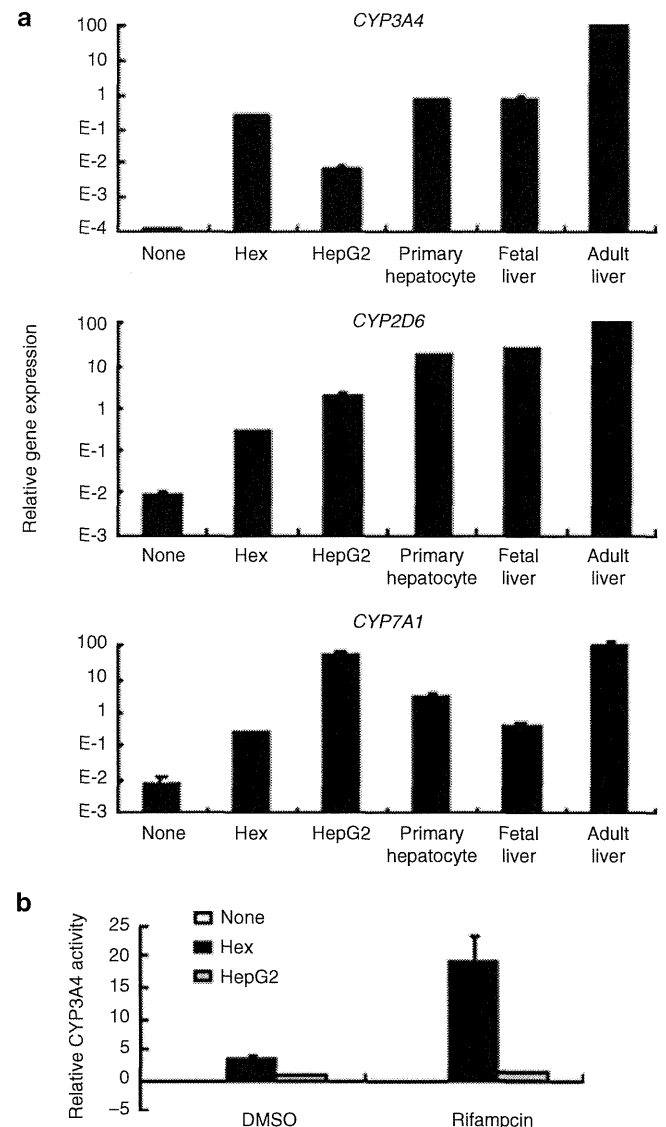 a
CYP3A4
100
10
1
E-1
E-2
E-3
E-4
None Hex HepG2 Primary hepatocyte Fetal liver Adult liver
Relative gene expression
CYP2D6
100
10
1
E-1
E-2
E-3
None Hex HepG2 Primary hepatocyte Fetal liver Adult liver
CYP7A1
100
10
1
E-1
E-2
E-3
None Hex HepG2 Primary hepatocyte Fetal liver Adult liver
b
Relative CYP3A4 activity
25
20
15
10
5
0
−5
None
Hex
HepG2
DMSO Rifampcin